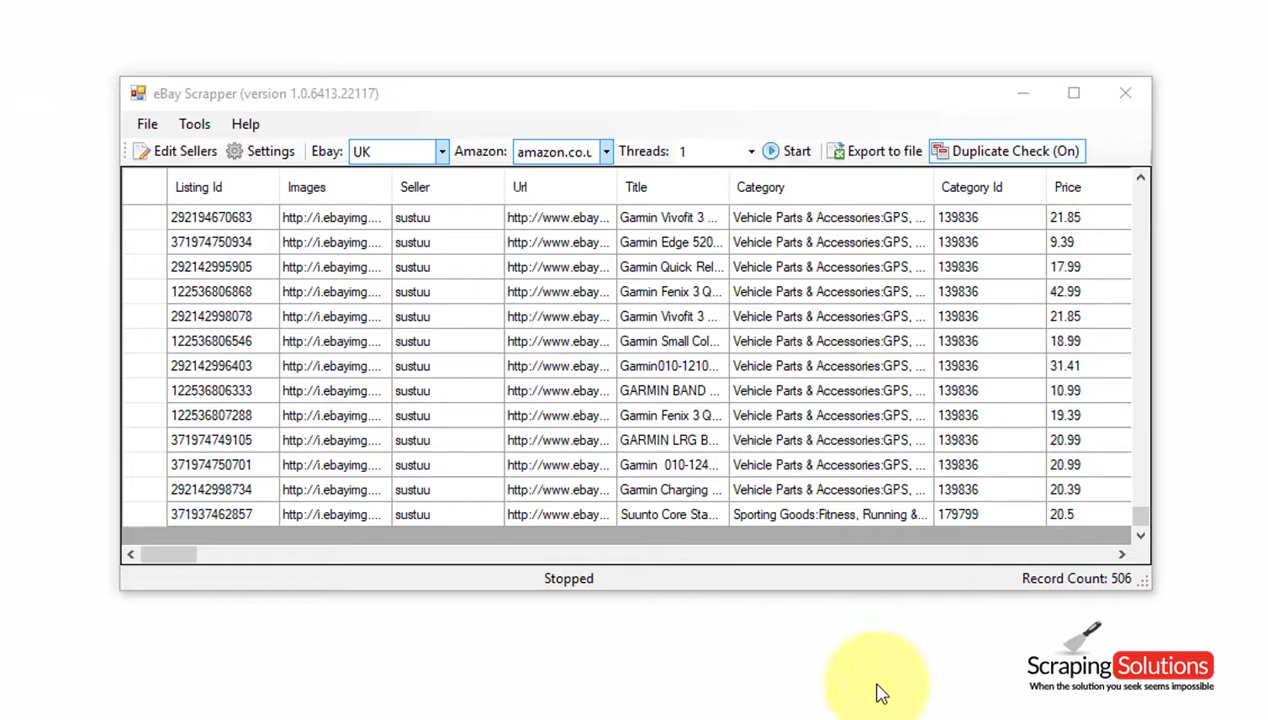 eBay Scrapper (version 1.0.6413.22117)
File Tools Help
Edit Sellers Settings Ebay: UK Amazon: amazon.co.u Threads: 1 Start Export to file Duplicate Check (On)
Listing Id Images Seller Url Title Category Category Id Price
292194670683 http://i.ebayimg.... sustuu http://www.ebay... Garmin Vivofit 3 ... Vehicle Parts & Accessories:GPS, ... 139836 21.85
371974750934 http://i.ebayimg.... sustuu http://www.ebay... Garmin Edge 520... Vehicle Parts & Accessories:GPS, ... 139836 9.39
292142995905 http://i.ebayimg.... sustuu http://www.ebay... Garmin Quick Rel... Vehicle Parts & Accessories:GPS, ... 139836 17.99
122536806868 http://i.ebayimg.... sustuu http://www.ebay... Garmin Fenix 3 Q... Vehicle Parts & Accessories:GPS, ... 139836 42.99
292142998078 http://i.ebayimg.... sustuu http://www.ebay... Garmin Vivofit 3 ... Vehicle Parts & Accessories:GPS, ... 139836 21.85
122536806546 http://i.ebayimg.... sustuu http://www.ebay... Garmin Small Col... Vehicle Parts & Accessories:GPS, ... 139836 18.99
292142996403 http://i.ebayimg.... sustuu http://www.ebay... Garmin010-1210... Vehicle Parts & Accessories:GPS, ... 139836 31.41
122536806333 http://i.ebayimg.... sustuu http://www.ebay... GARMIN BAND ... Vehicle Parts & Accessories:GPS, ... 139836 10.99
122536807288 http://i.ebayimg.... sustuu http://www.ebay... Garmin Fenix 3 Q... Vehicle Parts & Accessories:GPS, ... 139836 19.39
371974749105 http://i.ebayimg.... sustuu http://www.ebay... GARMIN LRG B... Vehicle Parts & Accessories:GPS, ... 139836 20.99
371974750701 http://i.ebayimg.... sustuu http://www.ebay... Garmin 010-124... Vehicle Parts & Accessories:GPS, ... 139836 20.99
292142998734 http://i.ebayimg.... sustuu http://www.ebay... Garmin Charging ... Vehicle Parts & Accessories:GPS, ... 139836 20.39
371937462857 http://i.ebayimg.... sustuu http://www.ebay... Suunto Core Sta... Sporting Goods:Fitness, Running &... 179799 20.5
Stopped Record Count: 506
Scraping Solutions
When the solution you seek seems impossible